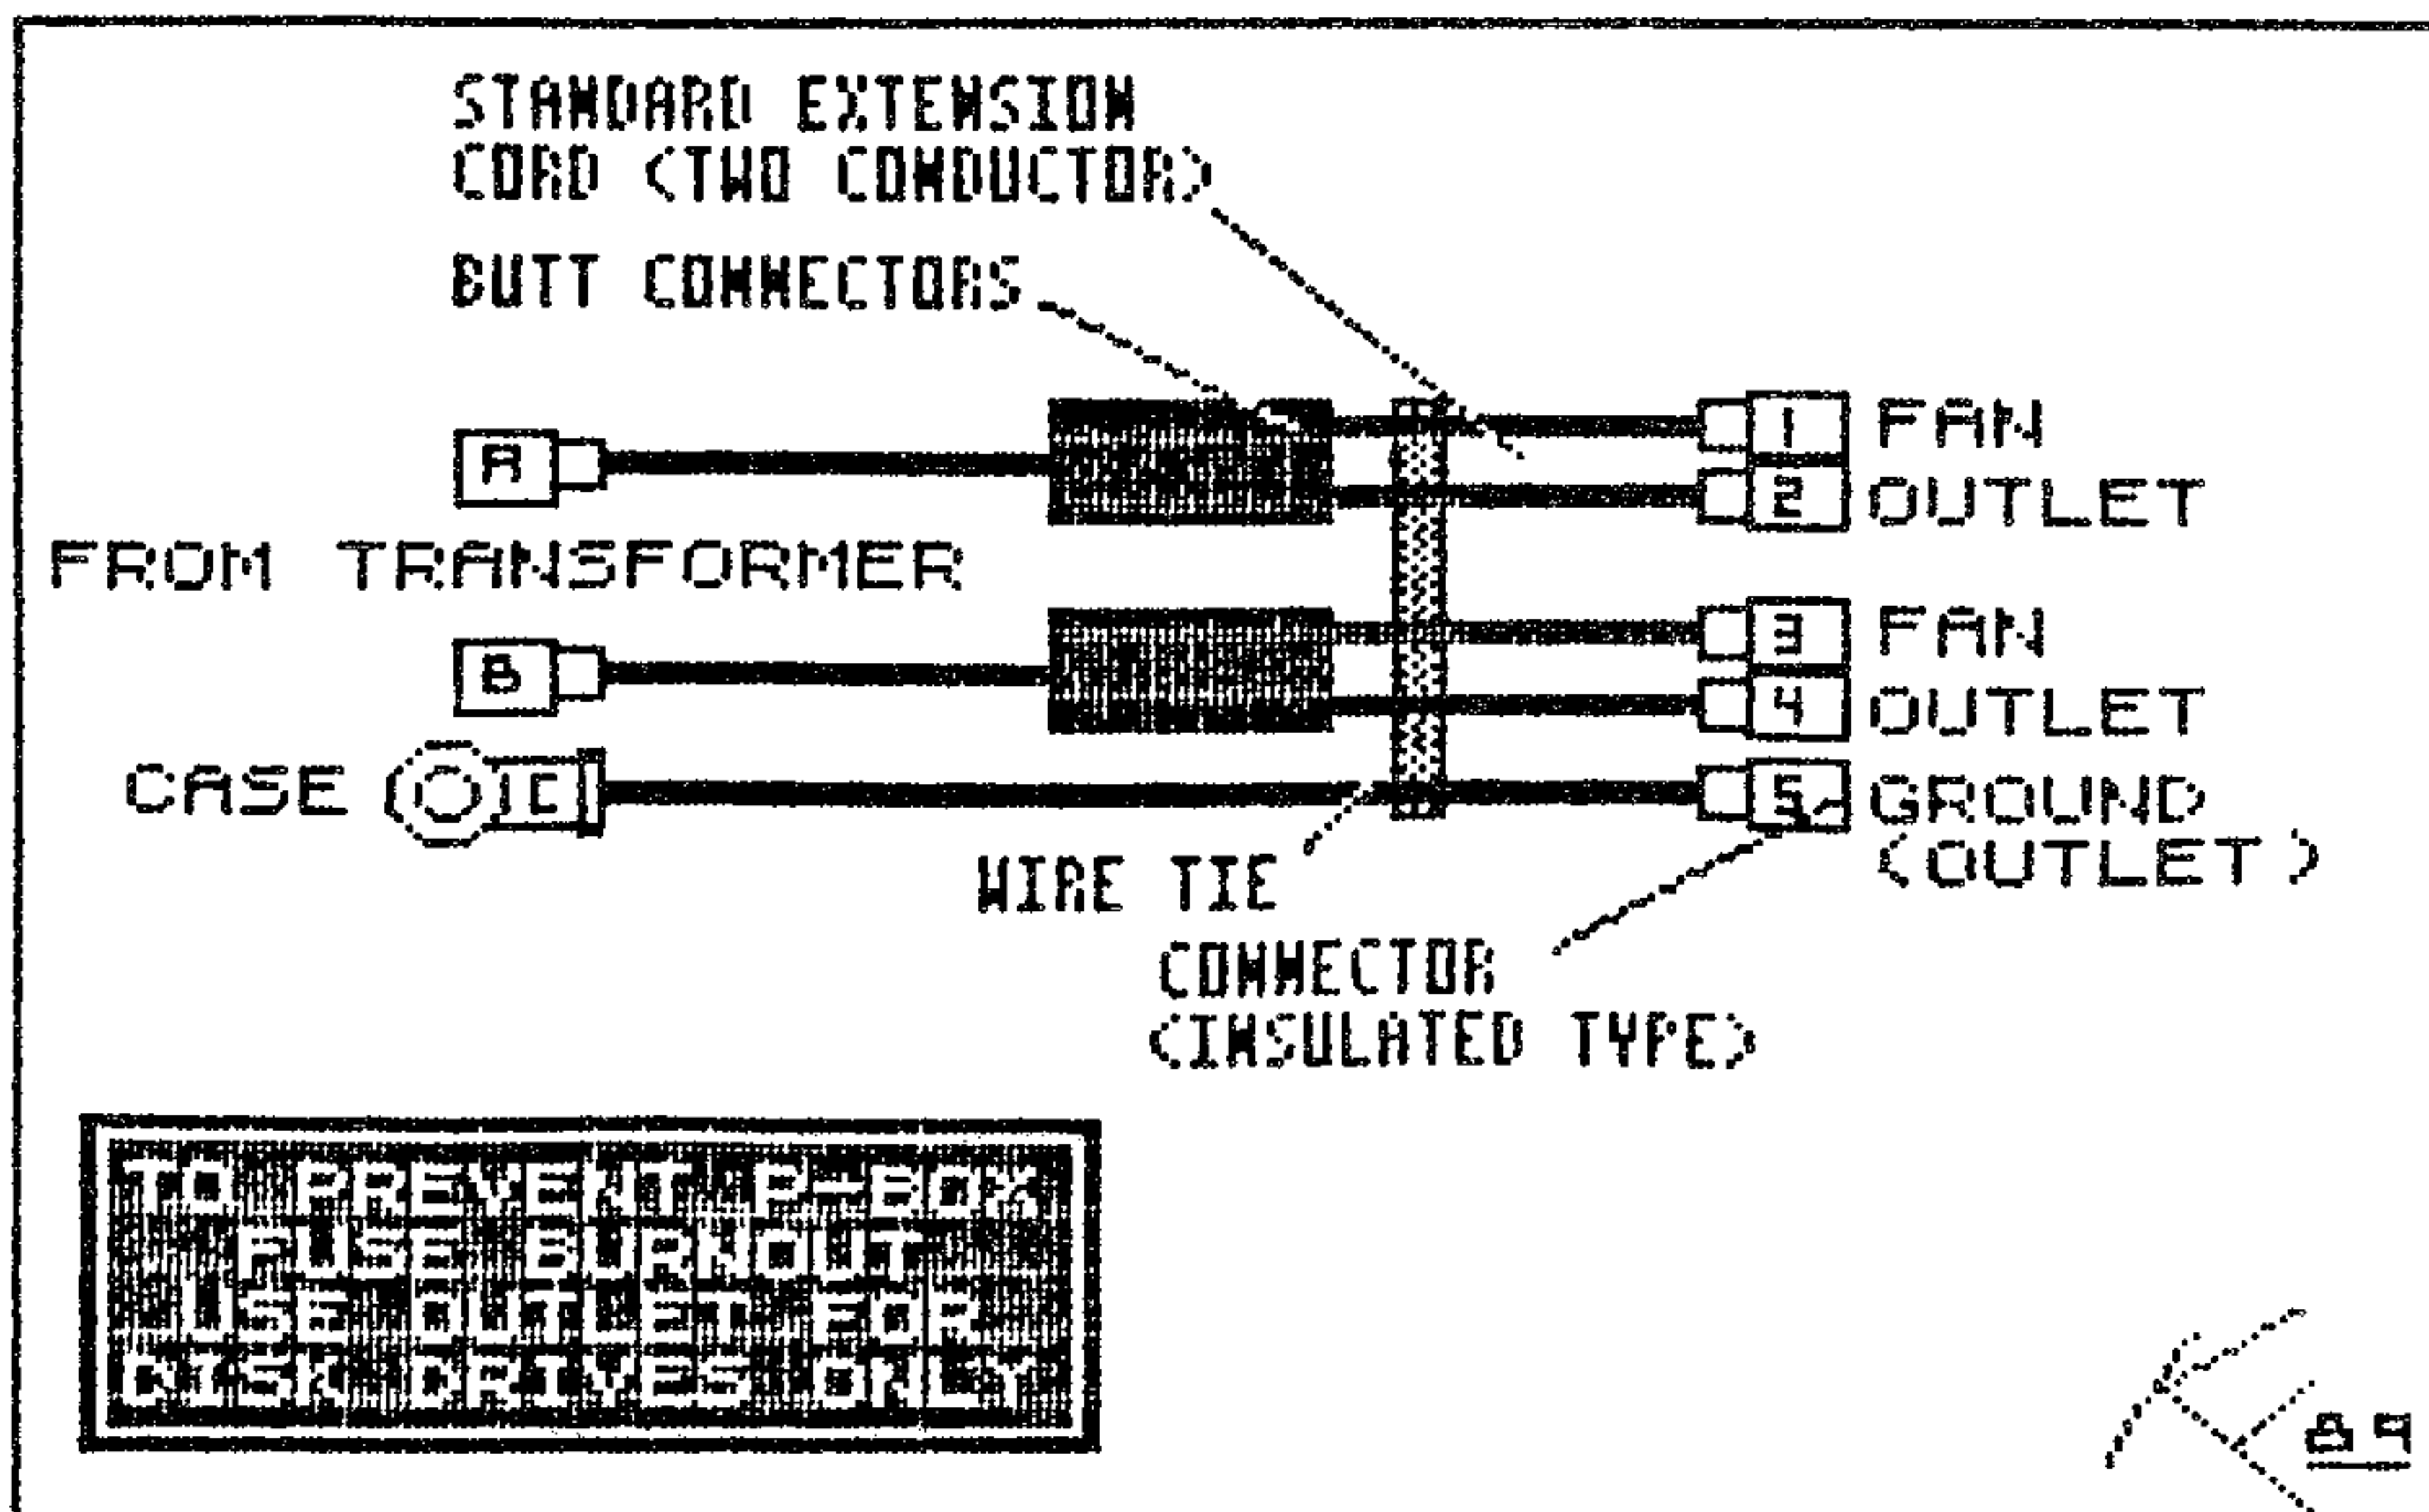 STANDARD EXTENSION
CORD <TWO CONDUCTOR>
BUTT CONNECTORS
A
1 FAN
2 OUTLET
FROM TRANSFORMER
B
3 FAN
4 OUTLET
CASE C
5 GROUND
<OUTLET>
WIRE TIE
CONNECTOR
<INSULATED TYPE>
TO PREVENT P-BOX
FUSE BURNOUT
USE OUTLET FOR
DISK DRIVES ONLY
89